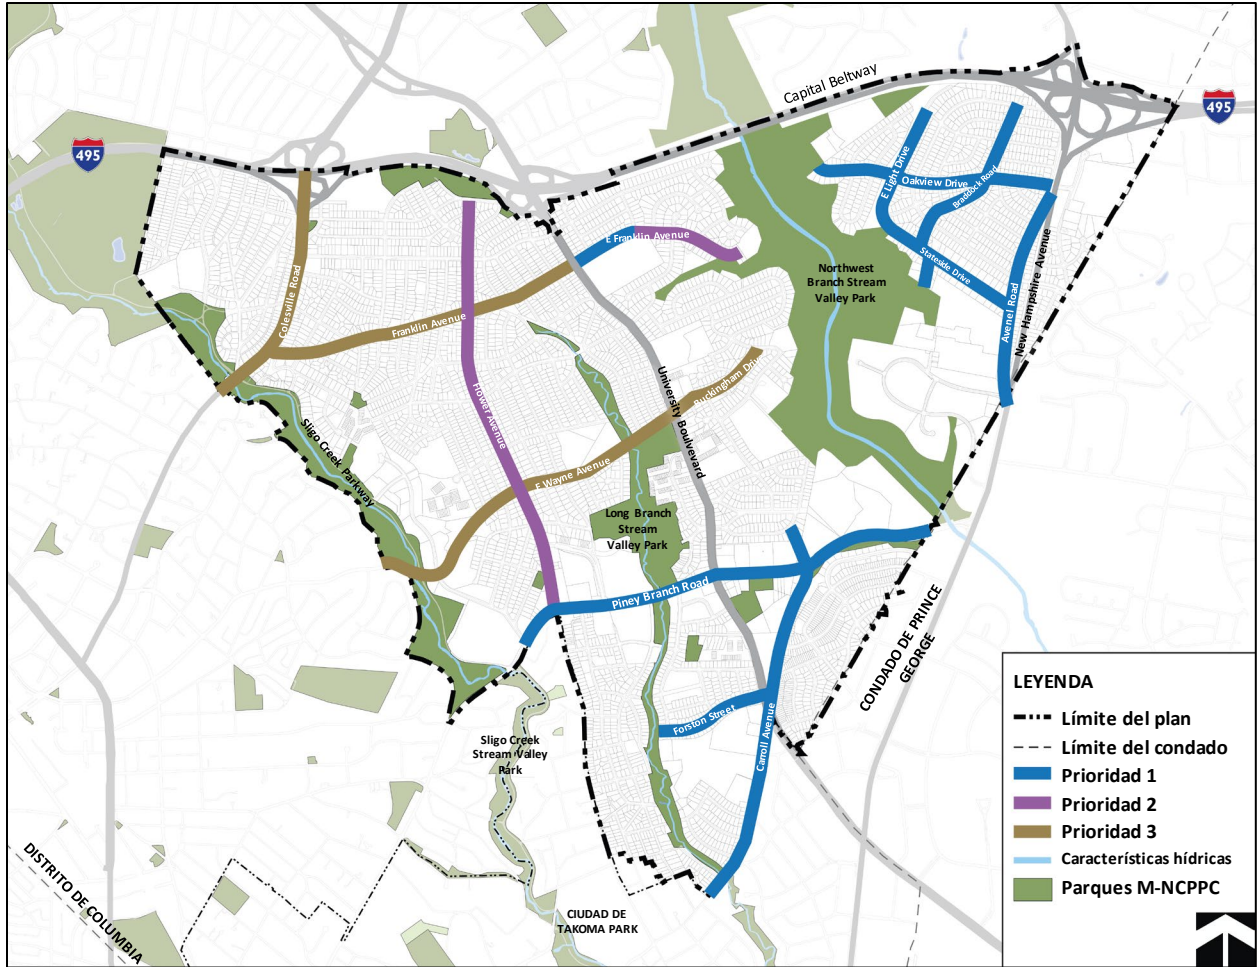 Capital Beltway
495
495
E Light Drive
Oakview Drive
Braddock Road
Stateside Drive
New Hampshire Avenue
Avenel Road
E Franklin Avenue
Northwest
Branch Stream
Valley Park
Colesville Road
Franklin Avenue
Flower Avenue
University Boulvevard
Buckingham Drive
Sligo Creek Parkway
E Wayne Avenue
Long Branch
Stream
Valley Park
Piney Branch Road
CONDADO DE PRINCE
GEORGE
Forston Street
Carroll Avenue
Sligo Creek
Stream Valley
Park
DISTRITO DE COLUMBIA
CIUDAD DE
TAKOMA PARK
LEYENDA
Límite del plan
Límite del condado
Prioridad 1
Prioridad 2
Prioridad 3
Características hídricas
Parques M-NCPPC